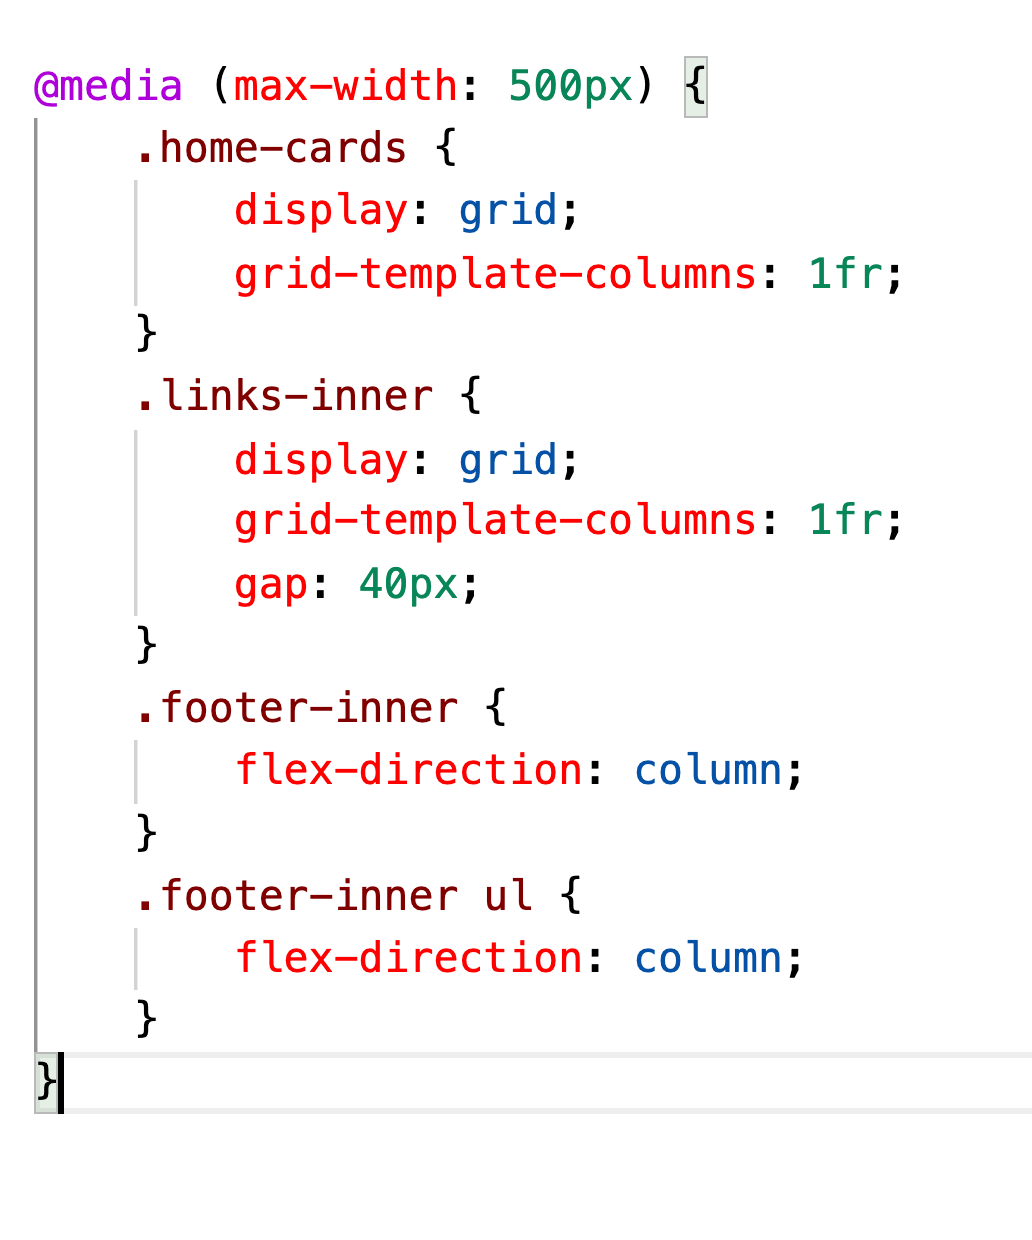 @media (max-width: 500px) {
    .home-cards {
        display: grid;
        grid-template-columns: 1fr;
    }
    .links-inner {
        display: grid;
        grid-template-columns: 1fr;
        gap: 40px;
    }
    .footer-inner {
        flex-direction: column;
    }
    .footer-inner ul {
        flex-direction: column;
    }
}